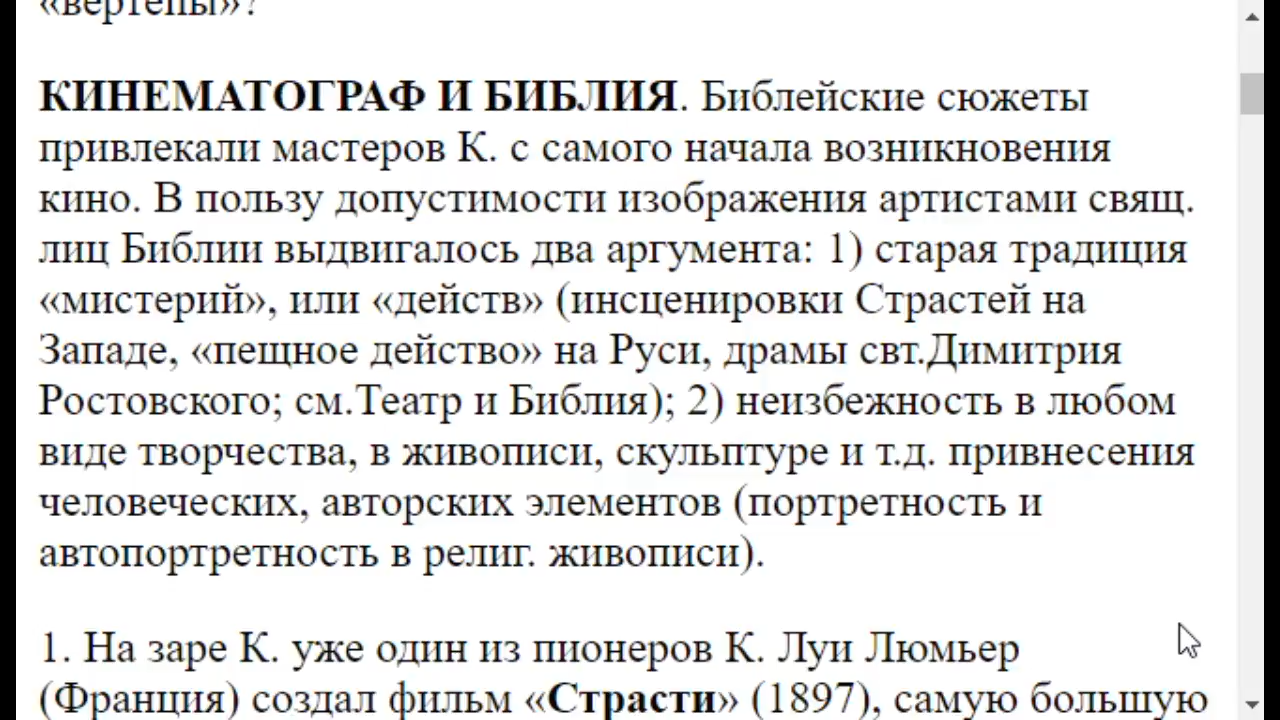 «вертепы»?
КИНЕМАТОГРАФ И БИБЛИЯ. Библейские сюжеты
привлекали мастеров К. с самого начала возникновения
кино. В пользу допустимости изображения артистами свящ.
лиц Библии выдвигалось два аргумента: 1) старая традиция
«мистерий», или «действ» (инсценировки Страстей на
Западе, «пещное действо» на Руси, драмы свт.Димитрия
Ростовского; см.Театр и Библия); 2) неизбежность в любом
виде творчества, в живописи, скульптуре и т.д. привнесения
человеческих, авторских элементов (портретность и
автопортретность в религ. живописи).
1. На заре К. уже один из пионеров К. Луи Люмьер
(Франция) создал фильм «Страсти» (1897), самую большую